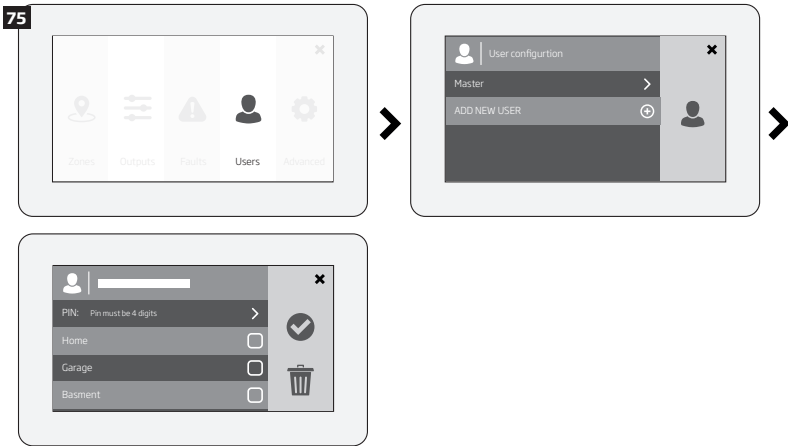 75
Zones Outputs Faults Users Advanced
User configurtion
Master
ADD NEW USER
PIN: Pin must be 4 digits
Home
Garage
Basment